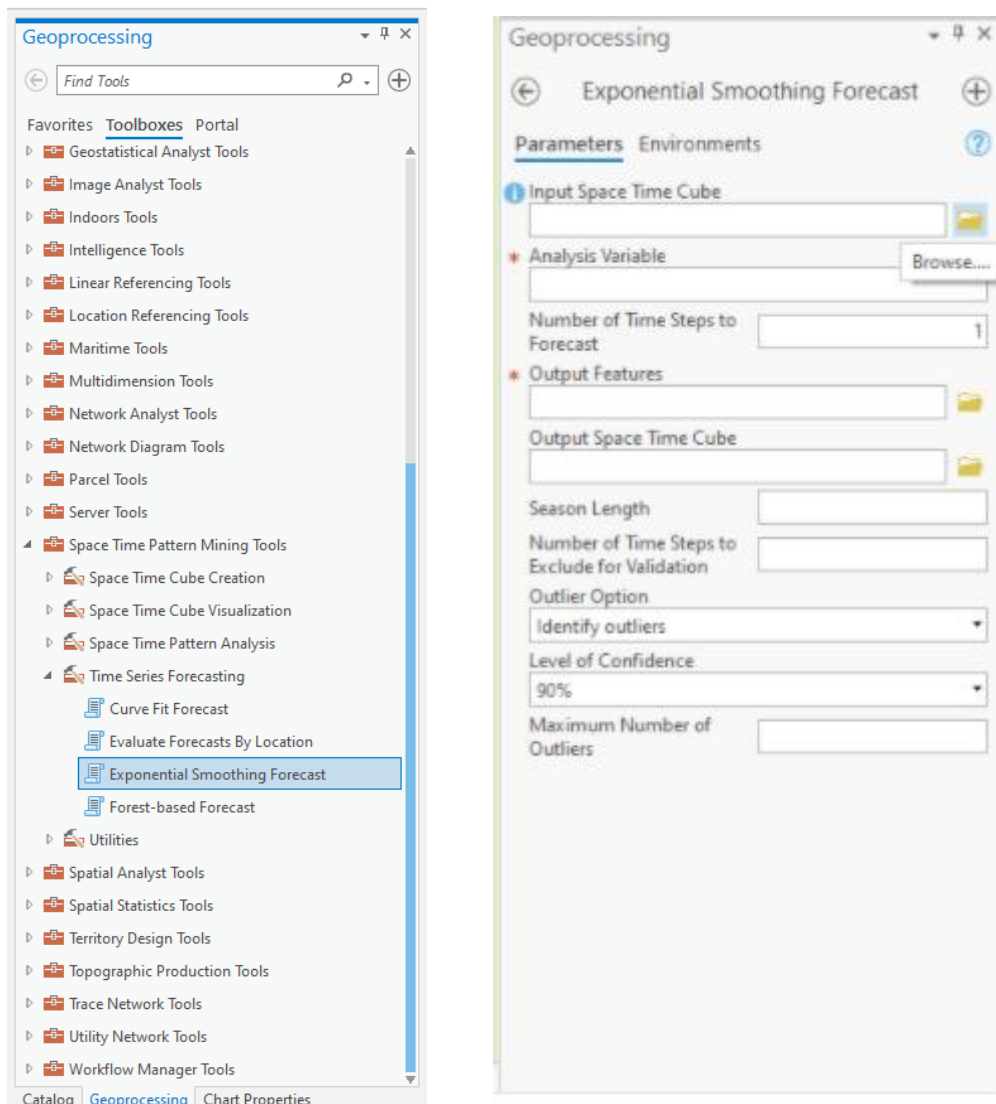 Geoprocessing
Find Tools
Favorites Toolboxes Portal
Geostatistical Analyst Tools
Image Analyst Tools
Indoors Tools
Intelligence Tools
Linear Referencing Tools
Location Referencing Tools
Maritime Tools
Multidimension Tools
Network Analyst Tools
Network Diagram Tools
Parcel Tools
Server Tools
Space Time Pattern Mining Tools
Space Time Cube Creation
Space Time Cube Visualization
Space Time Pattern Analysis
Time Series Forecasting
Curve Fit Forecast
Evaluate Forecasts By Location
Exponential Smoothing Forecast
Forest-based Forecast
Utilities
Spatial Analyst Tools
Spatial Statistics Tools
Territory Design Tools
Topographic Production Tools
Trace Network Tools
Utility Network Tools
Workflow Manager Tools
Catalog Geoprocessing Chart Properties
Geoprocessing
Exponential Smoothing Forecast
Parameters Environments
Input Space Time Cube
* Analysis Variable
Browse....
Number of Time Steps to
Forecast
1
* Output Features
Output Space Time Cube
Season Length
Number of Time Steps to
Exclude for Validation
Outlier Option
Identify outliers
Level of Confidence
90%
Maximum Number of
Outliers